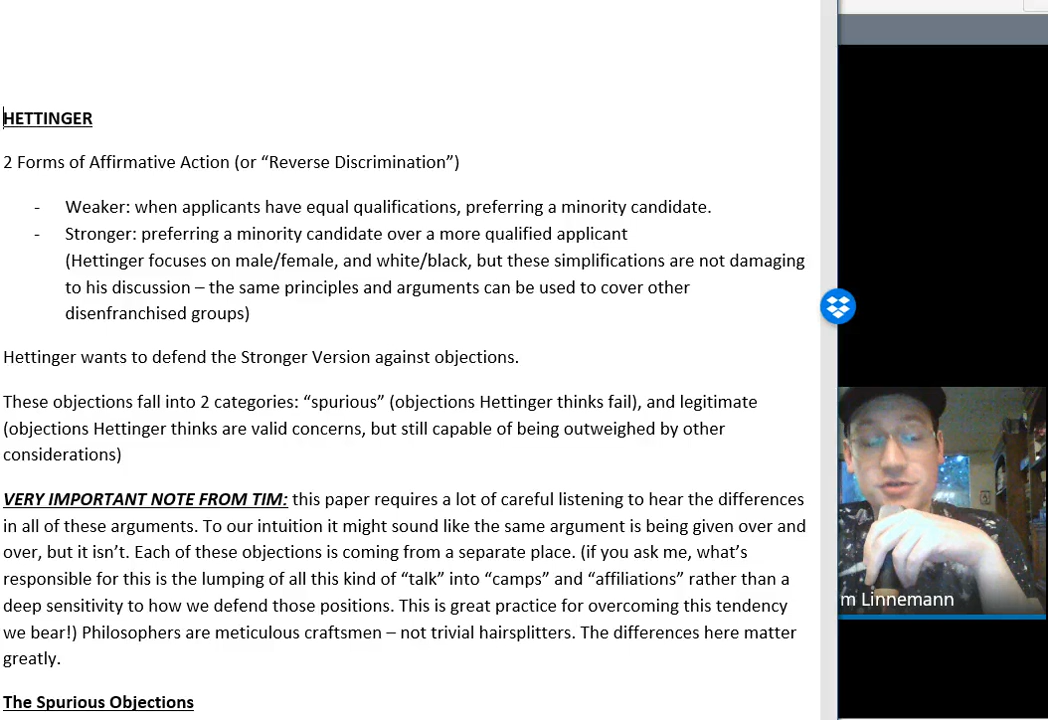 HETTINGER
2 Forms of Affirmative Action (or “Reverse Discrimination”)
- Weaker: when applicants have equal qualifications, preferring a minority candidate.
- Stronger: preferring a minority candidate over a more qualified applicant
(Hettinger focuses on male/female, and white/black, but these simplifications are not damaging
to his discussion – the same principles and arguments can be used to cover other
disenfranchised groups)
Hettinger wants to defend the Stronger Version against objections.
These objections fall into 2 categories: “spurious” (objections Hettinger thinks fail), and legitimate
(objections Hettinger thinks are valid concerns, but still capable of being outweighed by other
considerations)
VERY IMPORTANT NOTE FROM TIM: this paper requires a lot of careful listening to hear the differences
in all of these arguments. To our intuition it might sound like the same argument is being given over and
over, but it isn’t. Each of these objections is coming from a separate place. (if you ask me, what’s
responsible for this is the lumping of all this kind of “talk” into “camps” and “affiliations” rather than a
deep sensitivity to how we defend those positions. This is great practice for overcoming this tendency
we bear!) Philosophers are meticulous craftsmen – not trivial hairsplitters. The differences here matter
greatly.
The Spurious Objections
m Linnemann